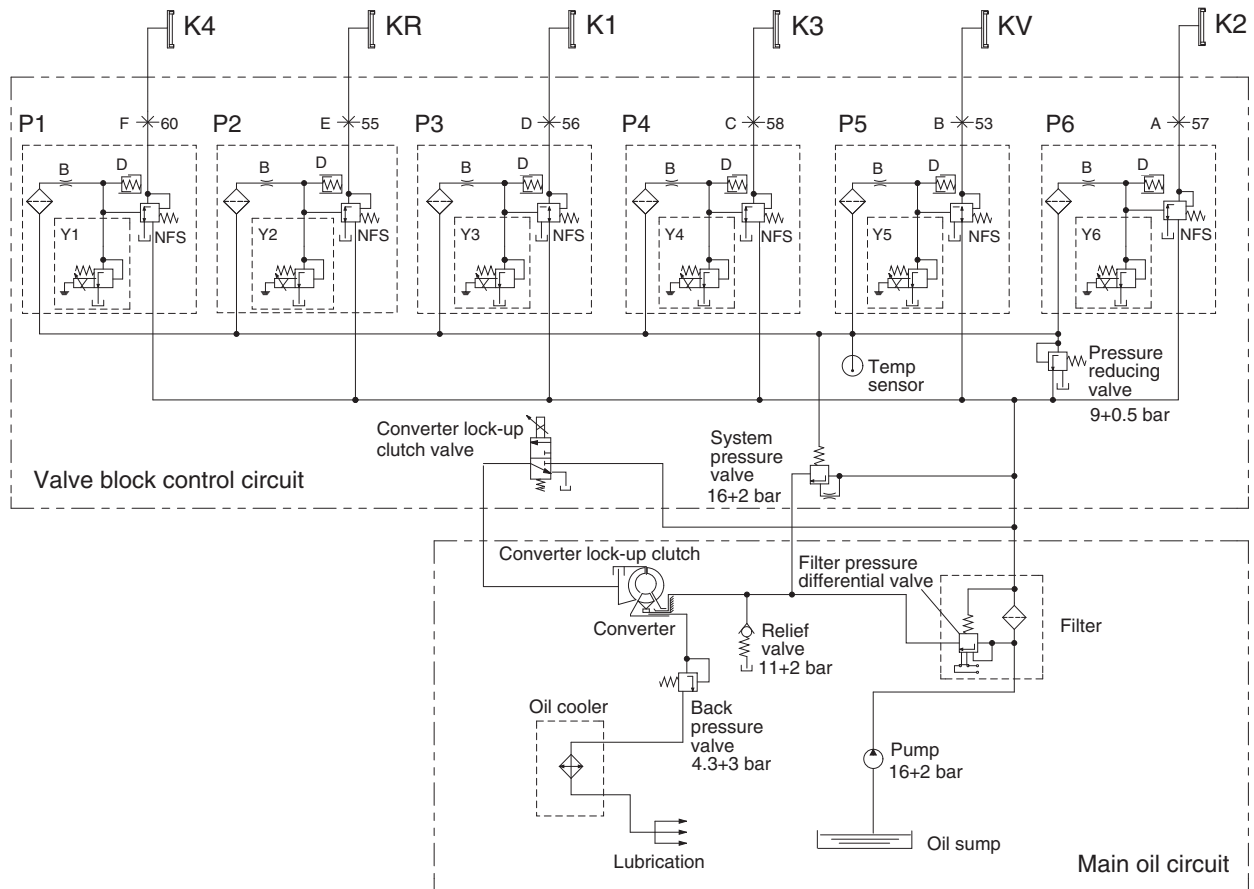 K4
KR
K1
K3
KV
K2
P1
F
60
P2
E
55
P3
D
56
P4
C
58
P5
B
53
P6
A
57
B
D
B
D
B
D
B
D
B
D
B
D
Y1
NFS
Y2
NFS
Y3
NFS
Y4
NFS
Y5
NFS
Y6
NFS
Temp
sensor
Pressure
reducing
valve
9+0.5 bar
Converter lock-up
clutch valve
System
pressure
valve
16+2 bar
Valve block control circuit
Converter lock-up clutch
Filter pressure
differential valve
Converter
Relief
valve
11+2 bar
Filter
Oil cooler
Back
pressure
valve
4.3+3 bar
Pump
16+2 bar
Lubrication
Oil sump
Main oil circuit